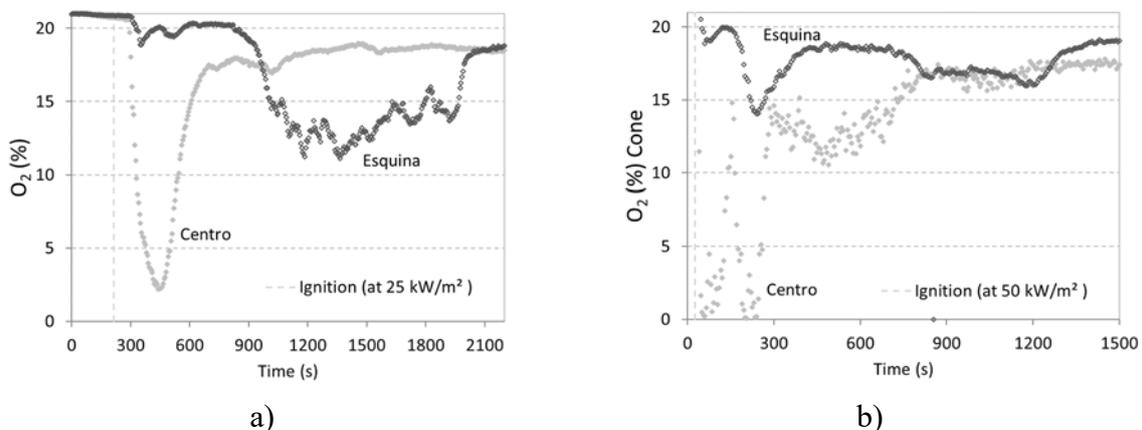 20
15
10
5
0
O₂ (%)
Esquina
Centro
Ignition (at 25 kW/m² )
0 300 600 900 1200 1500 1800 2100
Time (s)
a)
20
15
10
5
0
O₂ (%) Cone
Esquina
Centro
Ignition (at 50 kW/m² )
0 300 600 900 1200 1500
Time (s)
b)